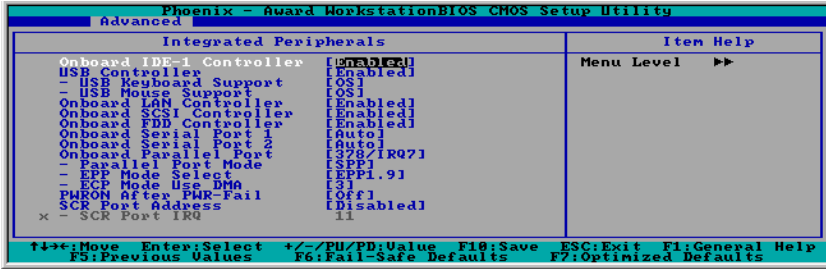 Phoenix - Award WorkstationBIOS CMOS Setup Utility
Advanced
Integrated Peripherals Item Help
Onboard IDE-1 Controller [Enabled] Menu Level ▶▶
USB Controller [Enabled]
- USB Keyboard Support [OS]
- USB Mouse Support [OS]
Onboard LAN Controller [Enabled]
Onboard SCSI Controller [Enabled]
Onboard FDD Controller [Enabled]
Onboard Serial Port 1 [Auto]
Onboard Serial Port 2 [Auto]
Onboard Parallel Port [378/IRQ7]
- Parallel Port Mode [SPP]
- EPP Mode Select [EPP1.9]
- ECP Mode Use DMA [3]
PWRON After PWR-Fail [Off]
SCR Port Address [Disabled]
x - SCR Port IRQ 11
↑↓→←:Move Enter:Select +/-/PU/PD:Value F10:Save ESC:Exit F1:General Help
F5:Previous Values F6:Fail-Safe Defaults F7:Optimized Defaults